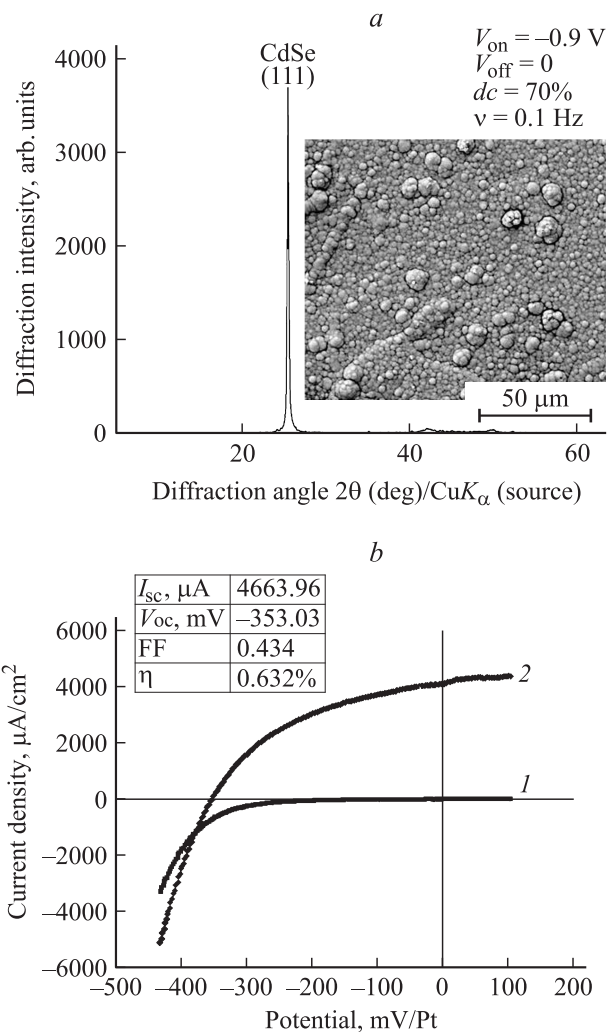 a
V_on = –0.9 V
V_off = 0
dc = 70%
ν = 0.1 Hz
CdSe
(111)
4000
3000
2000
1000
0
Diffraction intensity, arb. units
50 μm
20 40 60
Diffraction angle 2θ (deg)/CuK_α (source)
b
I_sc, μA 4663.96
V_oc, mV –353.03
FF 0.434
η 0.632%
6000
4000
2000
0
–2000
–4000
–6000
Current density, μA/cm²
2
1
–500 –400 –300 –200 –100 0 100 200
Potential, mV/Pt